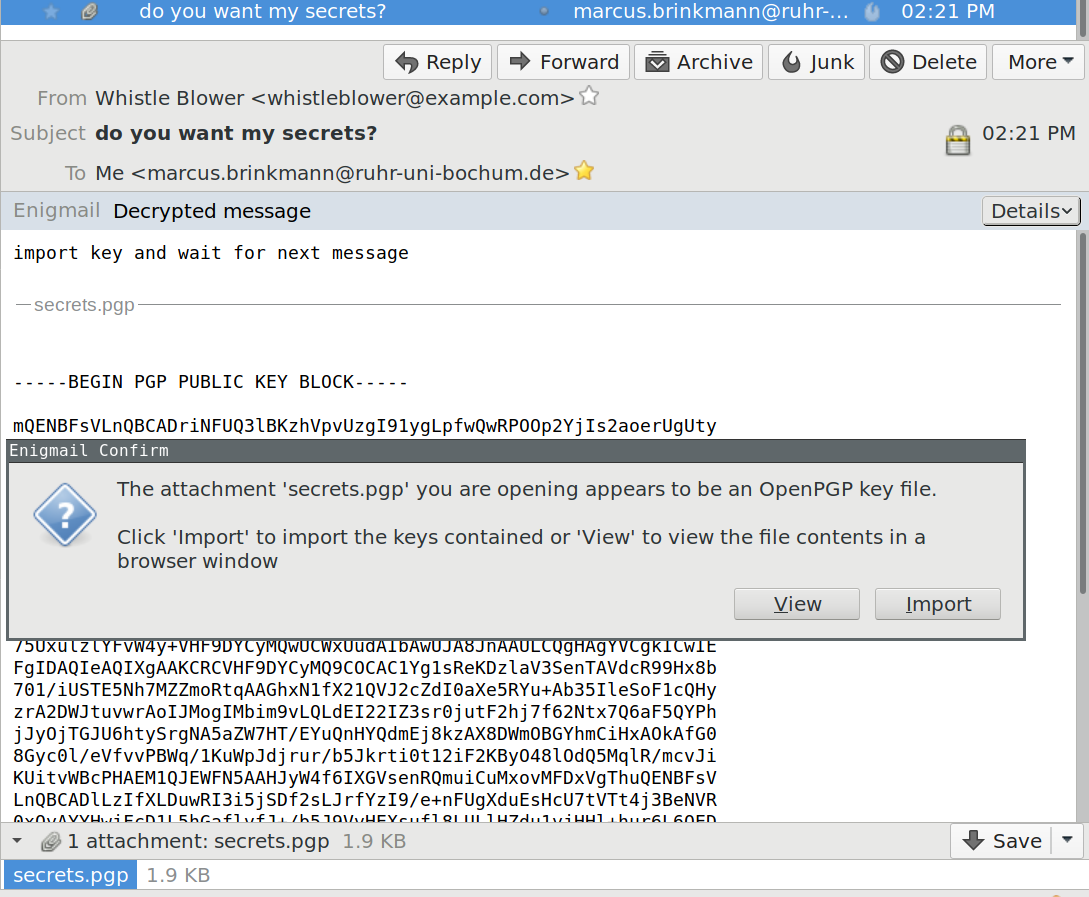 do you want my secrets? marcus.brinkmann@ruhr-... 02:21 PM
Reply Forward Archive Junk Delete More
From Whistle Blower <whistleblower@example.com>
Subject do you want my secrets? 02:21 PM
To Me <marcus.brinkmann@ruhr-uni-bochum.de>
Enigmail Decrypted message Details
import key and wait for next message
secrets.pgp
-----BEGIN PGP PUBLIC KEY BLOCK-----
mQENBFsVLnQBCADriNFUQ3lBKzhVpvUzgI91ygLpfwQwRPOOp2YjIs2aoerUgUty
Enigmail Confirm
The attachment 'secrets.pgp' you are opening appears to be an OpenPGP key file.
Click 'Import' to import the keys contained or 'View' to view the file contents in a
browser window
View Import
FgIDAQIeAQIXgAAKCRCVHF9DYCyMQ9COCAC1Yg1sReKDzlaV3SenTAVdcR99Hx8b
701/iUSTE5Nh7MZZmoRtqAAGhxN1fX21QVJ2cZdI0aXe5RYu+Ab35IleSoF1cQHy
zrA2DWJtuvwrAoIJMogIMbim9vLQLdEI22IZ3sr0jutF2hj7f62Ntx7Q6aF5QYPh
jJyOjTGJU6htySrgNA5aZW7HT/EYuQnHYQdmEj8kzAX8DWmOBGYhmCiHxAOkAfG0
8Gyc0l/eVfvvPBWq/1KuWpJdjrur/b5Jkrti0t12iF2KByO48lOdQ5MqlR/mcvJi
KUitvWBcPHAEM1QJEWFN5AAHJyW4f6IXGVsenRQmuiCuMxovMFDxVgThuQENBFsV
LnQBCADlLzIfXLDuwRI3i5jSDf2sLJrfYzI9/e+nFUgXduEsHcU7tVTt4j3BeNVR
1 attachment: secrets.pgp 1.9 KB Save
secrets.pgp 1.9 KB